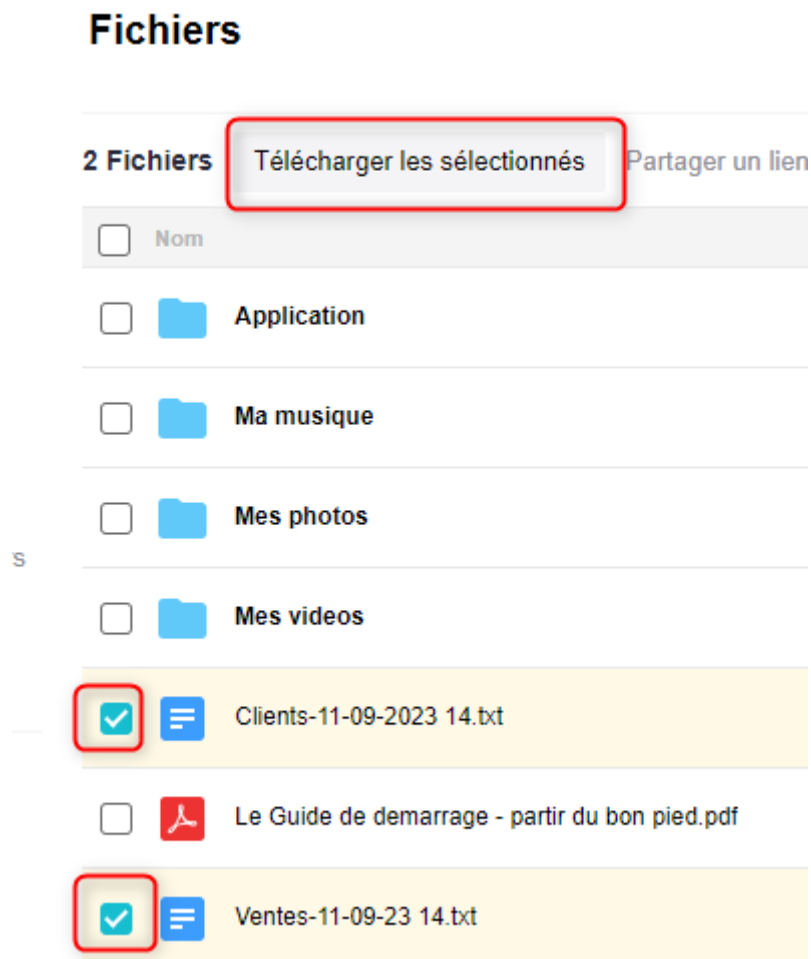 Fichiers
2 Fichiers Télécharger les sélectionnés Partager un lien
Nom
Application
Ma musique
Mes photos
Mes videos
Clients-11-09-2023 14.txt
Le Guide de demarrage - partir du bon pied.pdf
Ventes-11-09-23 14.txt